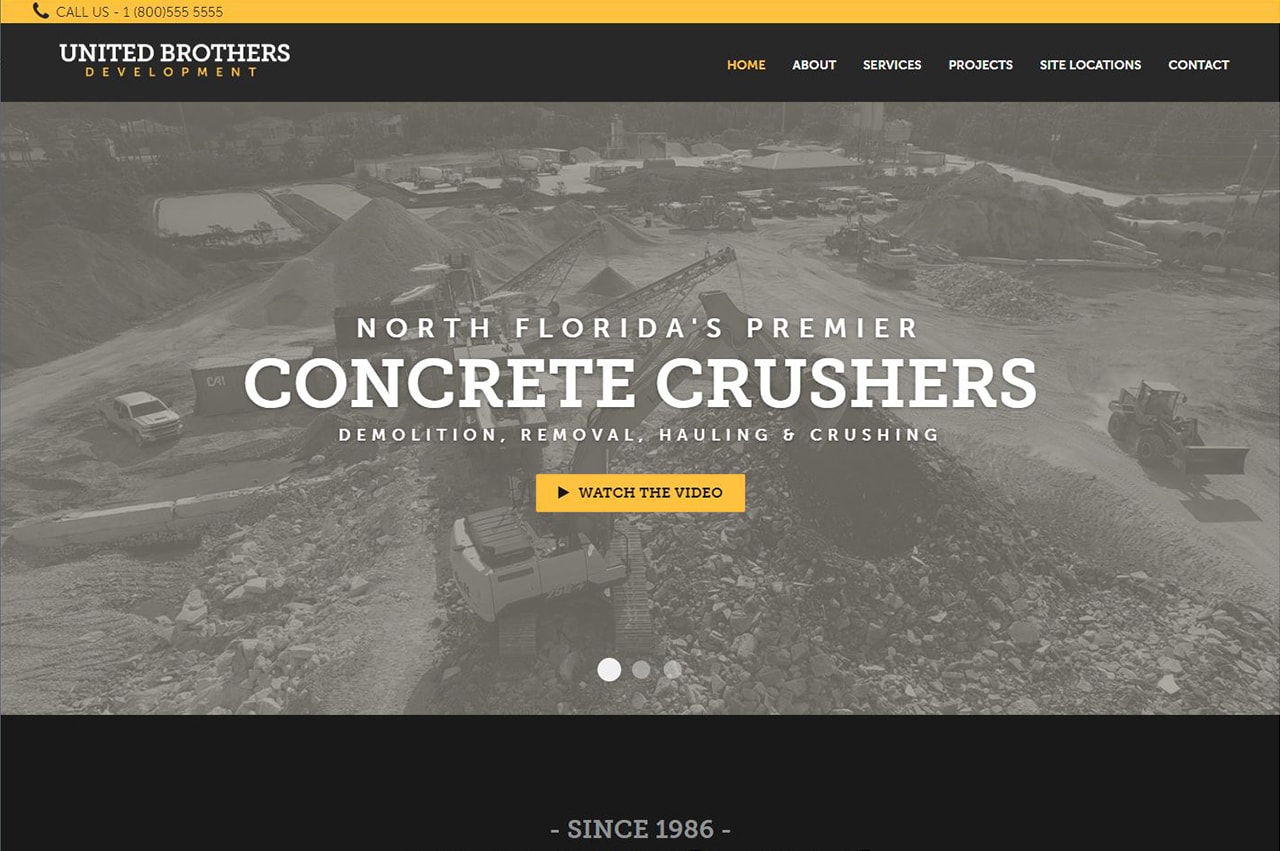 CALL US - 1 (800)555 5555
UNITED BROTHERS
DEVELOPMENT
HOME ABOUT SERVICES PROJECTS SITE LOCATIONS CONTACT
NORTH FLORIDA'S PREMIER
CONCRETE CRUSHERS
DEMOLITION, REMOVAL, HAULING & CRUSHING
WATCH THE VIDEO
CAT
- SINCE 1986 -